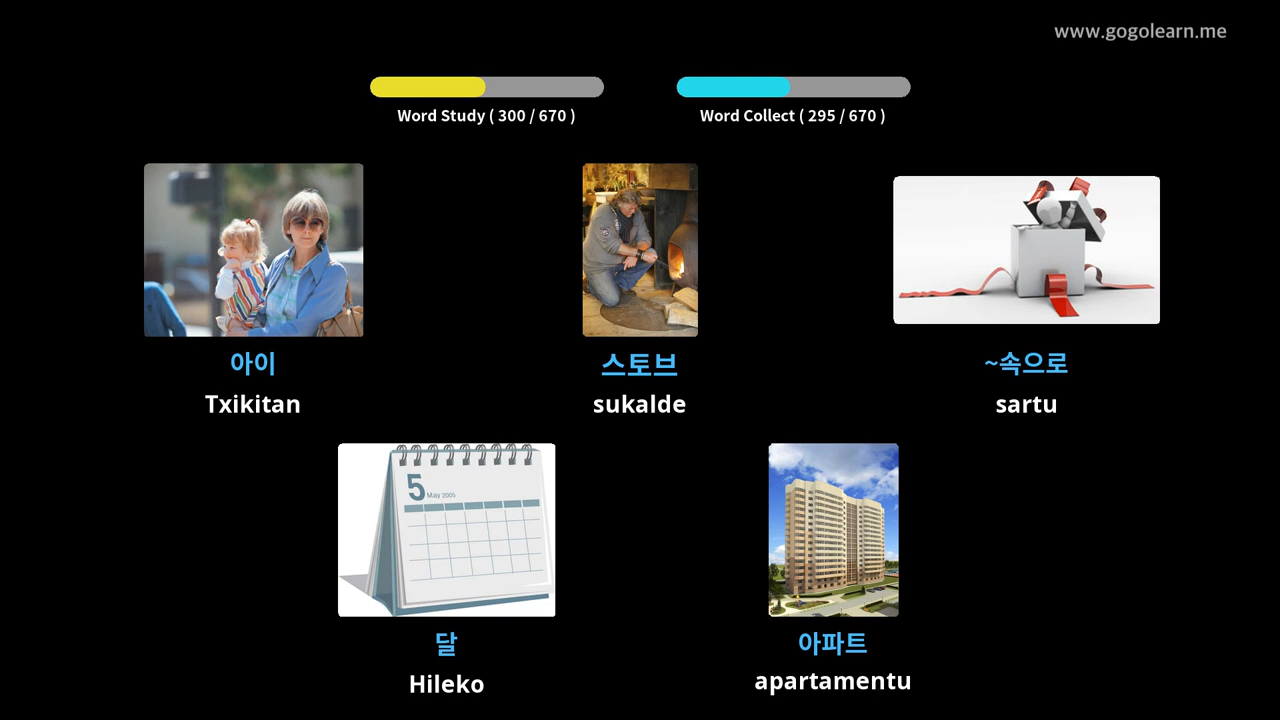 www.gogolearn.me
Word Study ( 300 / 670 )
Word Collect ( 295 / 670 )
아이
스토브
~속으로
Txikitan
sukalde
sartu
5 May 2005
달
아파트
Hileko
apartamentu